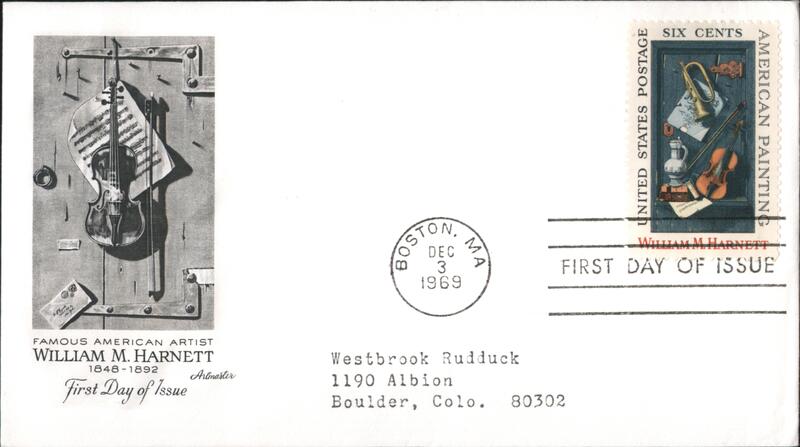 FAMOUS AMERICAN ARTIST
WILLIAM M. HARNETT
1848-1892
First Day of Issue
Artmaster
UNITED STATES POSTAGE
SIX CENTS
AMERICAN PAINTING
WILLIAM M. HARNETT
BOSTON, MA
DEC
3
1969
FIRST DAY OF ISSUE
Westbrook Rudduck
1190 Albion
Boulder, Colo. 80302